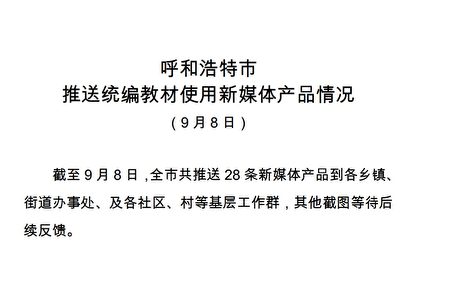 呼和浩特市
推送统编教材使用新媒体产品情况
（9月8日）
截至9月8日,全市共推送28条新媒体产品到各乡镇、
街道办事处、及各社区、村等基层工作群，其他截图等待后
续反馈。